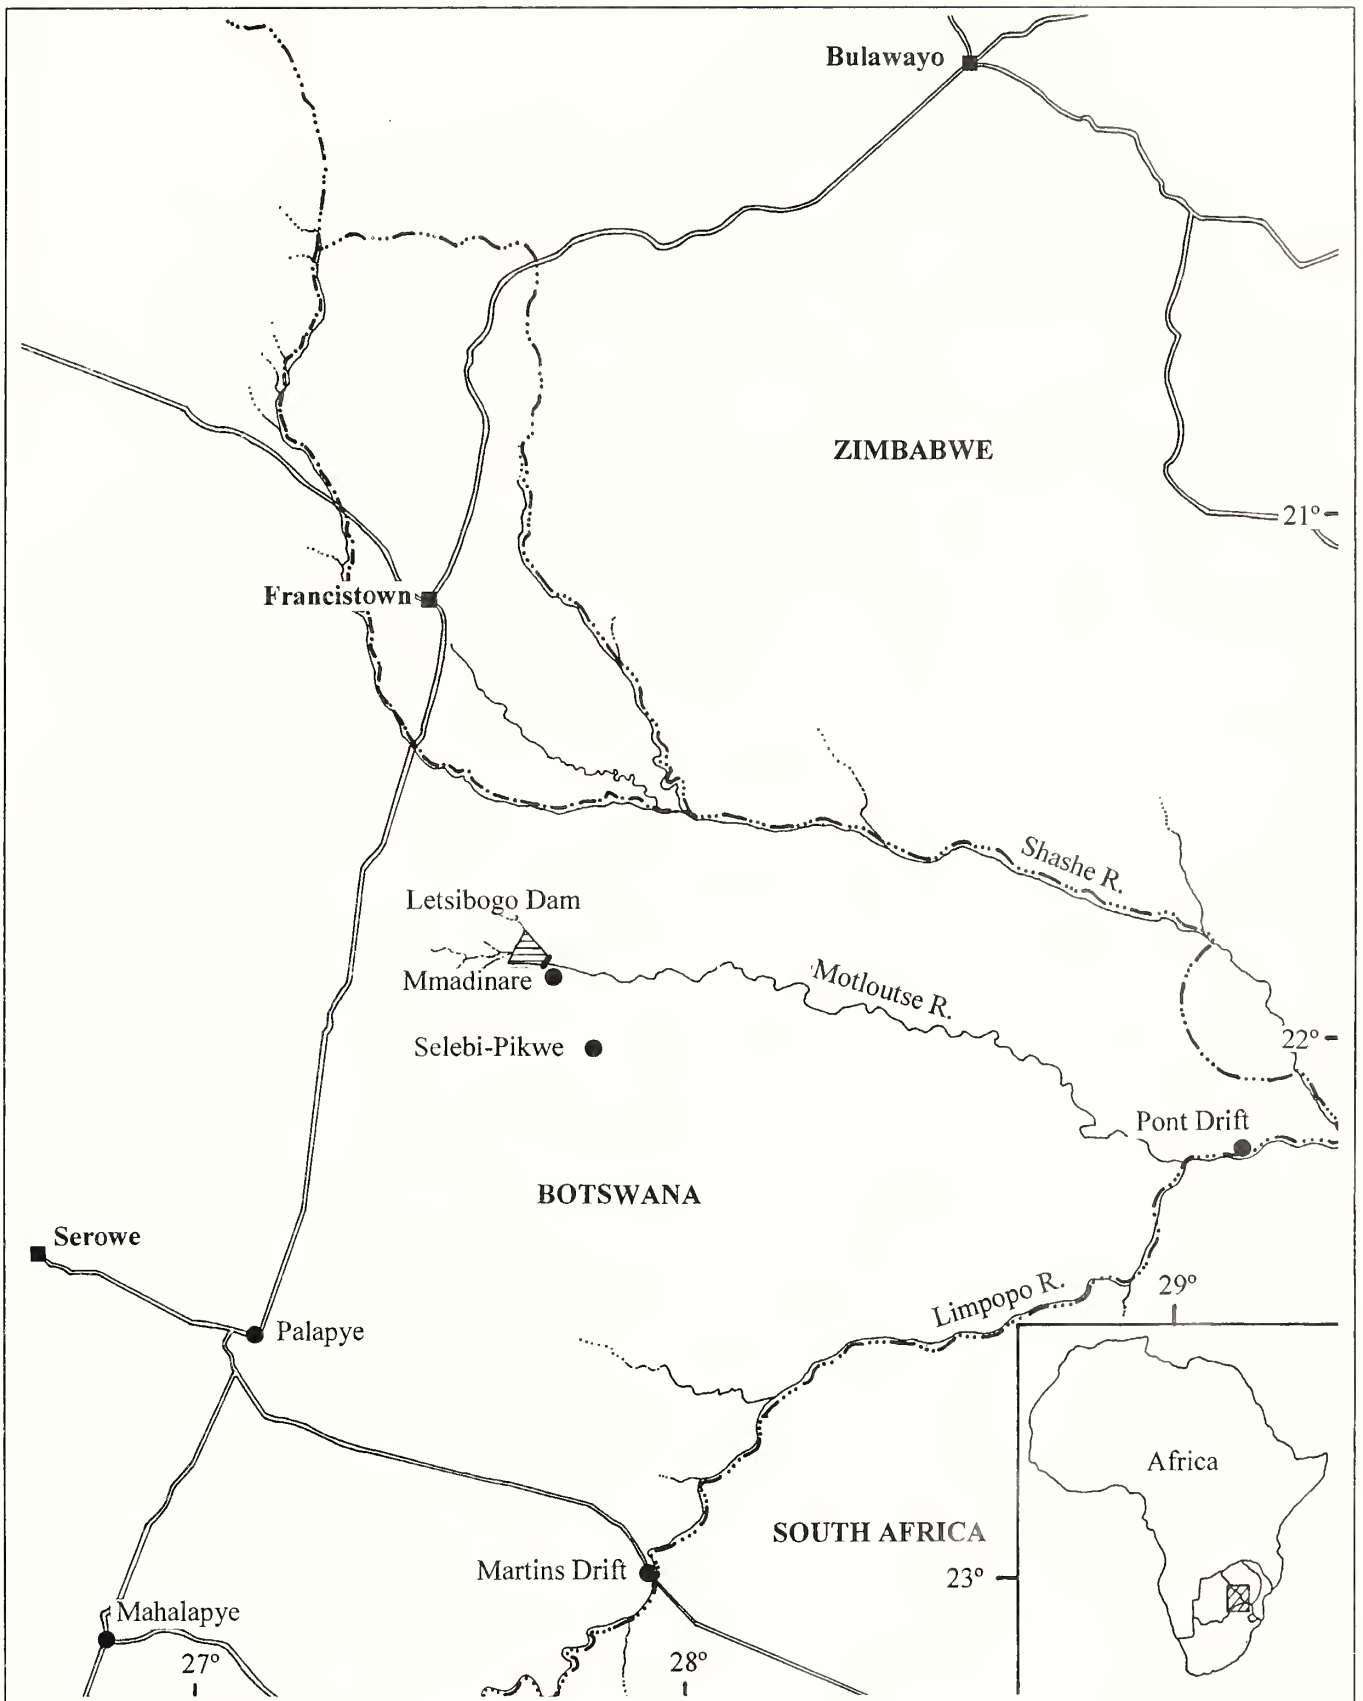 Bulawayo
ZIMBABWE
21°
Francistown
Shashe R.
Letsibogo Dam
Motloutse R.
Mmadinare
22°
Selebi-Pikwe
Pont Drift
BOTSWANA
Serowe
Limpopo R.
29°
Palapye
Africa
SOUTH AFRICA
Martins Drift
23°
Mahalapye
27°
28°